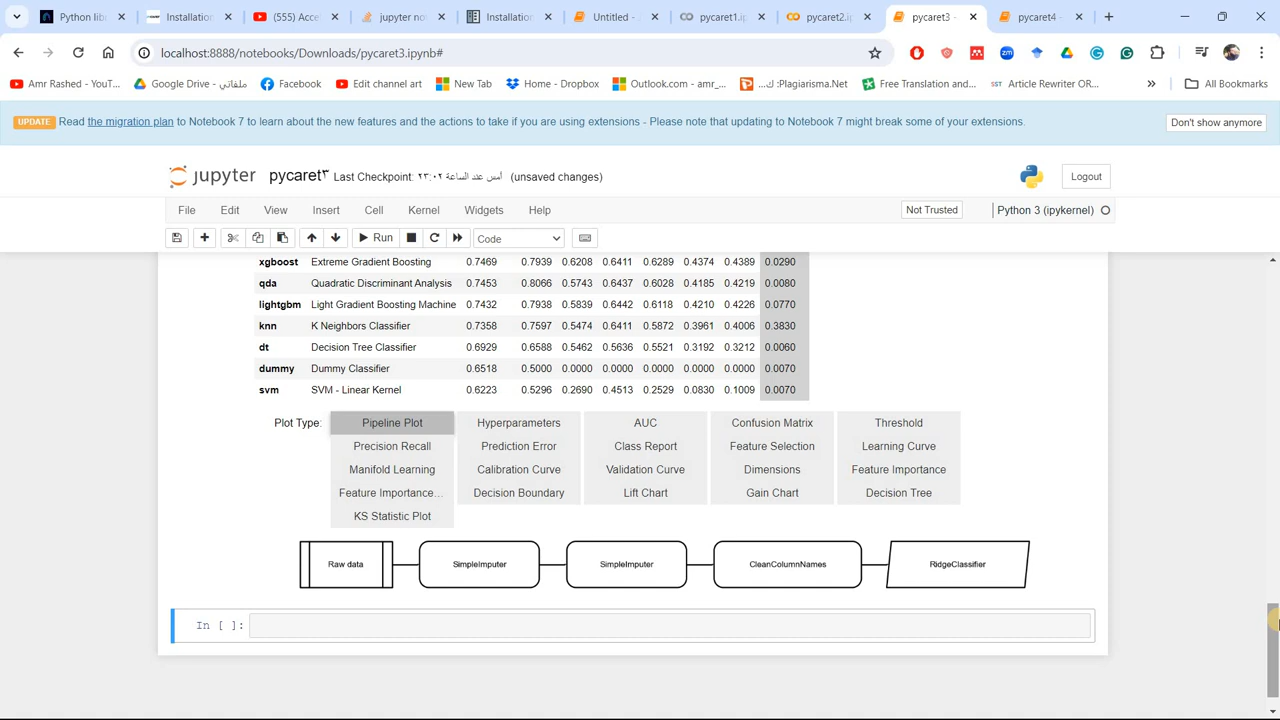 Python lib
Installati
(555) Acce
jupyter not
Installation
Untitled
pycaret1.i
pycaret2.i
pycaret3 -
pycaret4 -
localhost:8888/notebooks/Downloads/pycaret3.ipynb#
Amr Rashed - YouT...
Google Drive - ملفاتي
Facebook
Edit channel art
New Tab
Home - Dropbox
Outlook.com - amr_...
Plagiarisma.Net: ک...
Free Translation and...
SST Article Rewriter OR...
All Bookmarks
UPDATE Read the migration plan to Notebook 7 to learn about the new features and the actions to take if you are using extensions - Please note that updating to Notebook 7 might break some of your extensions.
Don't show anymore
jupyter pycaret٣ Last Checkpoint: أمس عند الساعة ٢٣:٠٢ (unsaved changes)
Logout
File Edit View Insert Cell Kernel Widgets Help
Not Trusted
Python 3 (ipykernel)
Run
Code
xgboost Extreme Gradient Boosting 0.7469 0.7939 0.6208 0.6411 0.6289 0.4374 0.4389 0.0290
qda Quadratic Discriminant Analysis 0.7453 0.8066 0.5743 0.6437 0.6028 0.4185 0.4219 0.0080
lightgbm Light Gradient Boosting Machine 0.7432 0.7938 0.5839 0.6442 0.6118 0.4210 0.4226 0.0770
knn K Neighbors Classifier 0.7358 0.7597 0.5474 0.6411 0.5872 0.3961 0.4006 0.3830
dt Decision Tree Classifier 0.6929 0.6588 0.5462 0.5636 0.5521 0.3192 0.3212 0.0060
dummy Dummy Classifier 0.6518 0.5000 0.0000 0.0000 0.0000 0.0000 0.0000 0.0070
svm SVM - Linear Kernel 0.6223 0.5296 0.2690 0.4513 0.2529 0.0830 0.1009 0.0070
Plot Type: Pipeline Plot Hyperparameters AUC Confusion Matrix Threshold
Precision Recall Prediction Error Class Report Feature Selection Learning Curve
Manifold Learning Calibration Curve Validation Curve Dimensions Feature Importance
Feature Importance... Decision Boundary Lift Chart Gain Chart Decision Tree
KS Statistic Plot
Raw data SimpleImputer SimpleImputer CleanColumnNames RidgeClassifier
In [ ]: